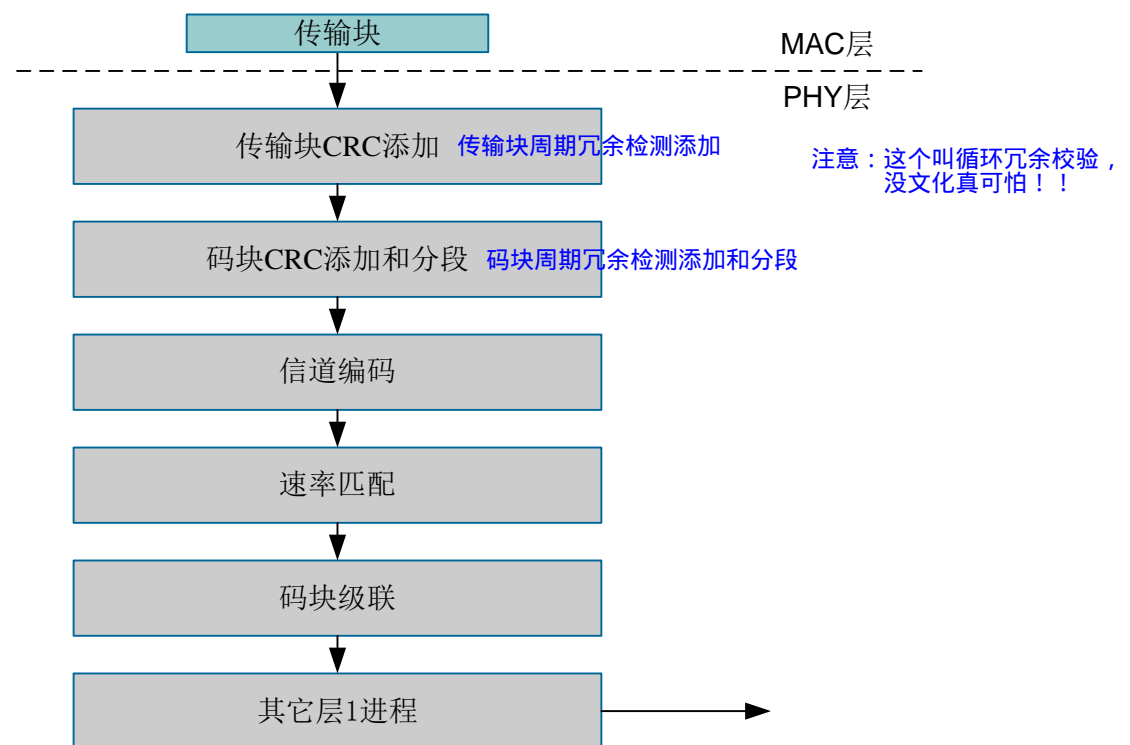 传输块
MAC层
PHY层
传输块CRC添加 传输块周期冗余检测添加
注意：这个叫循环冗余校验，
没文化真可怕！！
码块CRC添加和分段 码块周期冗余检测添加和分段
信道编码
速率匹配
码块级联
其它层1进程